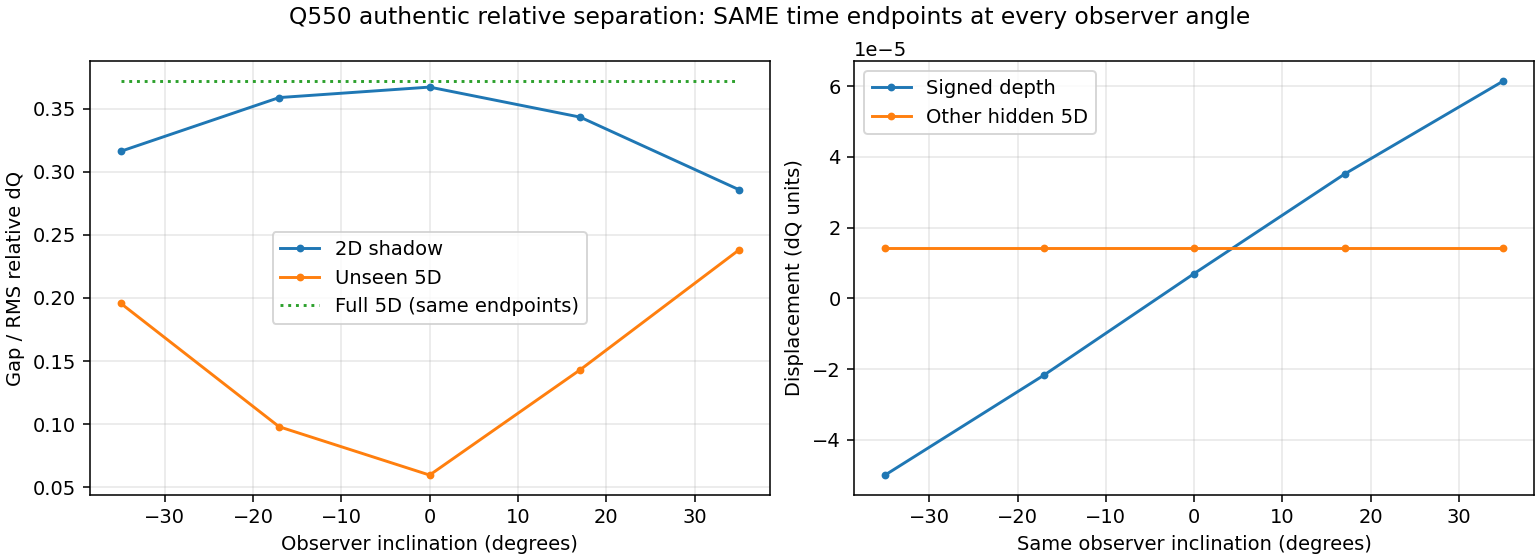 Q550 authentic relative separation: SAME time endpoints at every observer angle
Gap / RMS relative dQ
0.35
0.30
0.25
0.20
0.15
0.10
0.05
2D shadow
Unseen 5D
Full 5D (same endpoints)
−30
−20
−10
0
10
20
30
Observer inclination (degrees)
1e−5
Displacement (dQ units)
6
4
2
0
−2
−4
Signed depth
Other hidden 5D
−30
−20
−10
0
10
20
30
Same observer inclination (degrees)